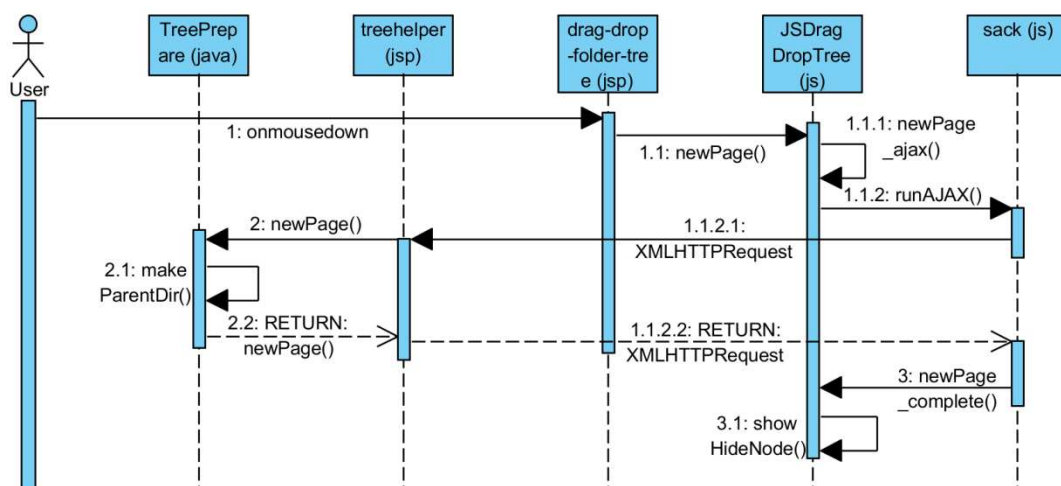 User
TreePrep
are (java)
treehelper
(jsp)
drag-drop
-folder-tre
e (jsp)
JSDrag
DropTree
(js)
sack (js)
1: onmousedown
1.1: newPage()
1.1.1: newPage
_ajax()
1.1.2: runAJAX()
1.1.2.1:
XMLHTTPRequest
2: newPage()
2.1: make
ParentDir()
2.2: RETURN:
newPage()
1.1.2.2: RETURN:
XMLHTTPRequest
3: newPage
_complete()
3.1: show
HideNode()